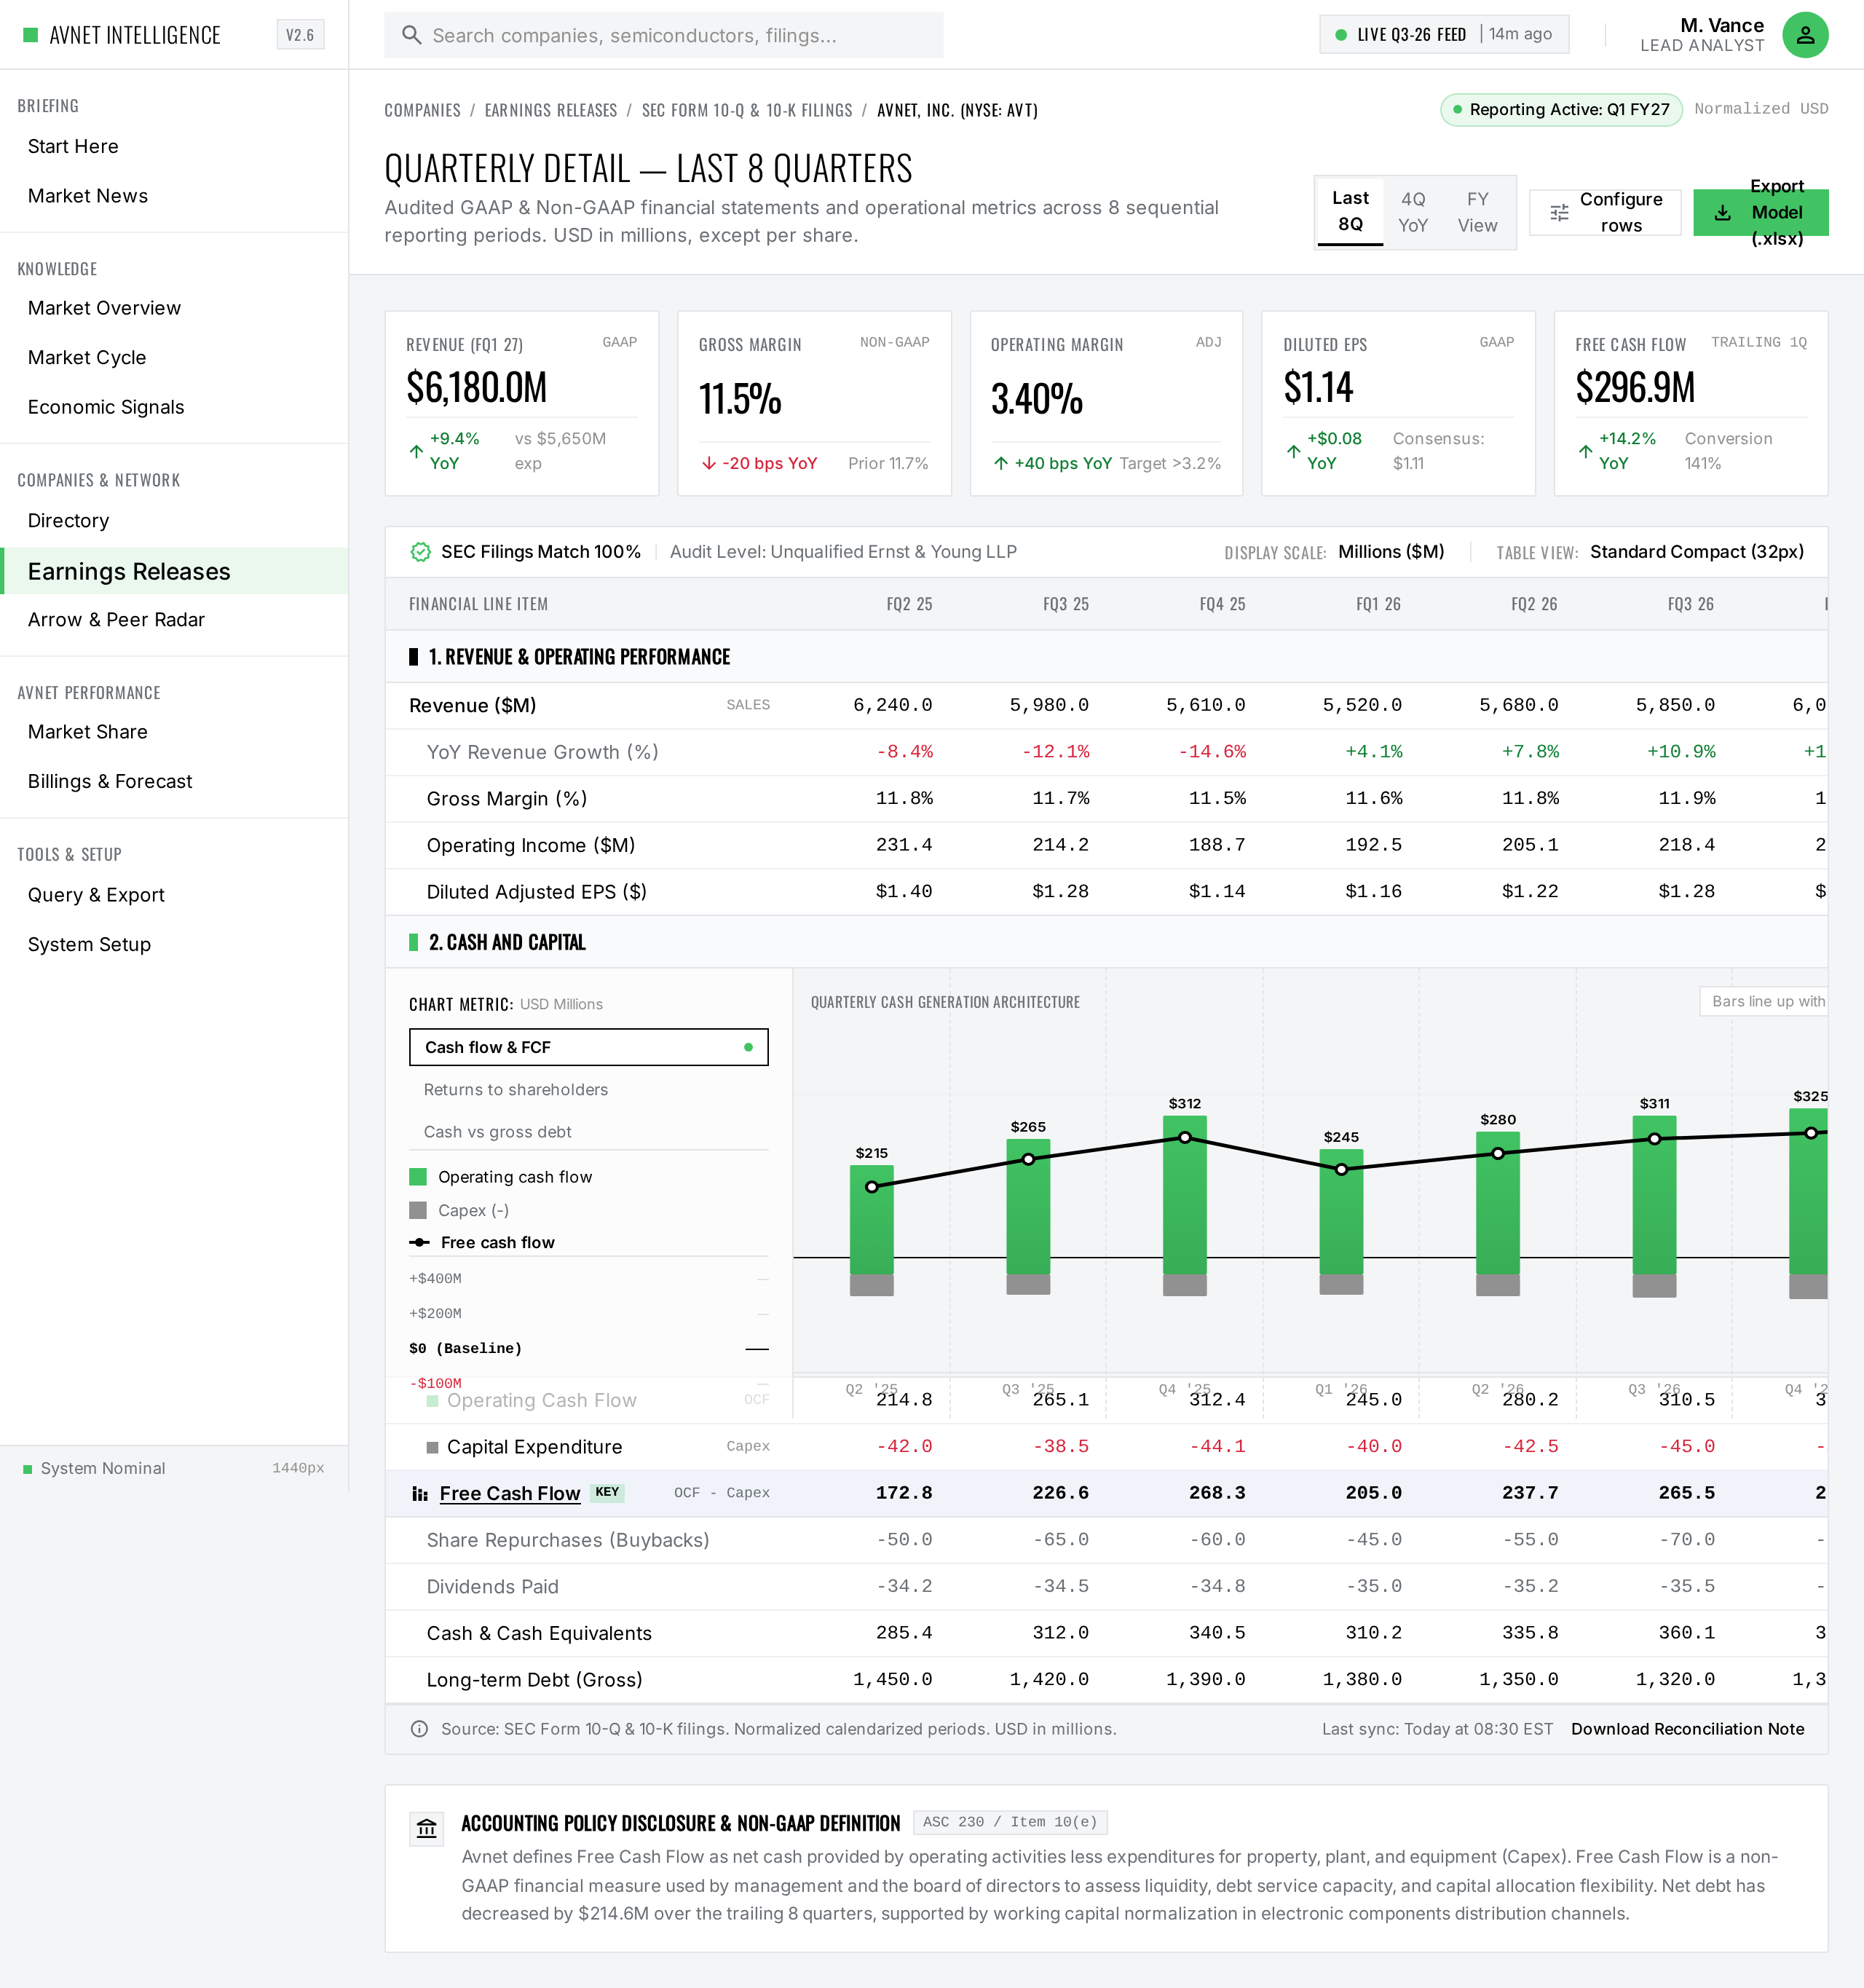 AVNET INTELLIGENCE
V2.6
Search companies, semiconductors, filings...
LIVE Q3-26 FEED | 14m ago
M. Vance
LEAD ANALYST
BRIEFING
Start Here
Market News
KNOWLEDGE
Market Overview
Market Cycle
Economic Signals
COMPANIES & NETWORK
Directory
Earnings Releases
Arrow & Peer Radar
AVNET PERFORMANCE
Market Share
Billings & Forecast
TOOLS & SETUP
Query & Export
System Setup
System Nominal 1440px
COMPANIES / EARNINGS RELEASES / SEC FORM 10-Q & 10-K FILINGS / AVNET, INC. (NYSE: AVT)
Reporting Active: Q1 FY27
Normalized USD
QUARTERLY DETAIL — LAST 8 QUARTERS
Audited GAAP & Non-GAAP financial statements and operational metrics across 8 sequential
reporting periods. USD in millions, except per share.
Last
8Q
4Q
YoY
FY
View
Configure
rows
Export
Model
(.xlsx)
REVENUE (FQ1 27) GAAP
$6,180.0M
+9.4%
YoY
vs $5,650M
exp
GROSS MARGIN NON-GAAP
11.5%
-20 bps YoY Prior 11.7%
OPERATING MARGIN ADJ
3.40%
+40 bps YoY Target >3.2%
DILUTED EPS GAAP
$1.14
+$0.08
YoY
Consensus:
$1.11
FREE CASH FLOW TRAILING 1Q
$296.9M
+14.2%
YoY
Conversion
141%
SEC Filings Match 100% Audit Level: Unqualified Ernst & Young LLP DISPLAY SCALE: Millions ($M) TABLE VIEW: Standard Compact (32px)
FINANCIAL LINE ITEM FQ2 25 FQ3 25 FQ4 25 FQ1 26 FQ2 26 FQ3 26
1. REVENUE & OPERATING PERFORMANCE
Revenue ($M) SALES 6,240.0 5,980.0 5,610.0 5,520.0 5,680.0 5,850.0 6,0
YoY Revenue Growth (%) -8.4% -12.1% -14.6% +4.1% +7.8% +10.9% +1
Gross Margin (%) 11.8% 11.7% 11.5% 11.6% 11.8% 11.9% 1
Operating Income ($M) 231.4 214.2 188.7 192.5 205.1 218.4 2
Diluted Adjusted EPS ($) $1.40 $1.28 $1.14 $1.16 $1.22 $1.28 $
2. CASH AND CAPITAL
CHART METRIC: USD Millions
Cash flow & FCF
Returns to shareholders
Cash vs gross debt
Operating cash flow
Capex (-)
Free cash flow
+$400M
+$200M
$0 (Baseline)
-$100M
QUARTERLY CASH GENERATION ARCHITECTURE
Bars line up with
$215 $265 $312 $245 $280 $311 $325
Q2 '25 Q3 '25 Q4 '25 Q1 '26 Q2 '26 Q3 '26 Q4 '2
Operating Cash Flow OCF 214.8 265.1 312.4 245.0 280.2 310.5 3
Capital Expenditure Capex -42.0 -38.5 -44.1 -40.0 -42.5 -45.0 -
Free Cash Flow KEY OCF - Capex 172.8 226.6 268.3 205.0 237.7 265.5 2
Share Repurchases (Buybacks) -50.0 -65.0 -60.0 -45.0 -55.0 -70.0 -
Dividends Paid -34.2 -34.5 -34.8 -35.0 -35.2 -35.5 -
Cash & Cash Equivalents 285.4 312.0 340.5 310.2 335.8 360.1 3
Long-term Debt (Gross) 1,450.0 1,420.0 1,390.0 1,380.0 1,350.0 1,320.0 1,3
Source: SEC Form 10-Q & 10-K filings. Normalized calendarized periods. USD in millions. Last sync: Today at 08:30 EST Download Reconciliation Note
ACCOUNTING POLICY DISCLOSURE & NON-GAAP DEFINITION ASC 230 / Item 10(e)
Avnet defines Free Cash Flow as net cash provided by operating activities less expenditures for property, plant, and equipment (Capex). Free Cash Flow is a non-
GAAP financial measure used by management and the board of directors to assess liquidity, debt service capacity, and capital allocation flexibility. Net debt has
decreased by $214.6M over the trailing 8 quarters, supported by working capital normalization in electronic components distribution channels.